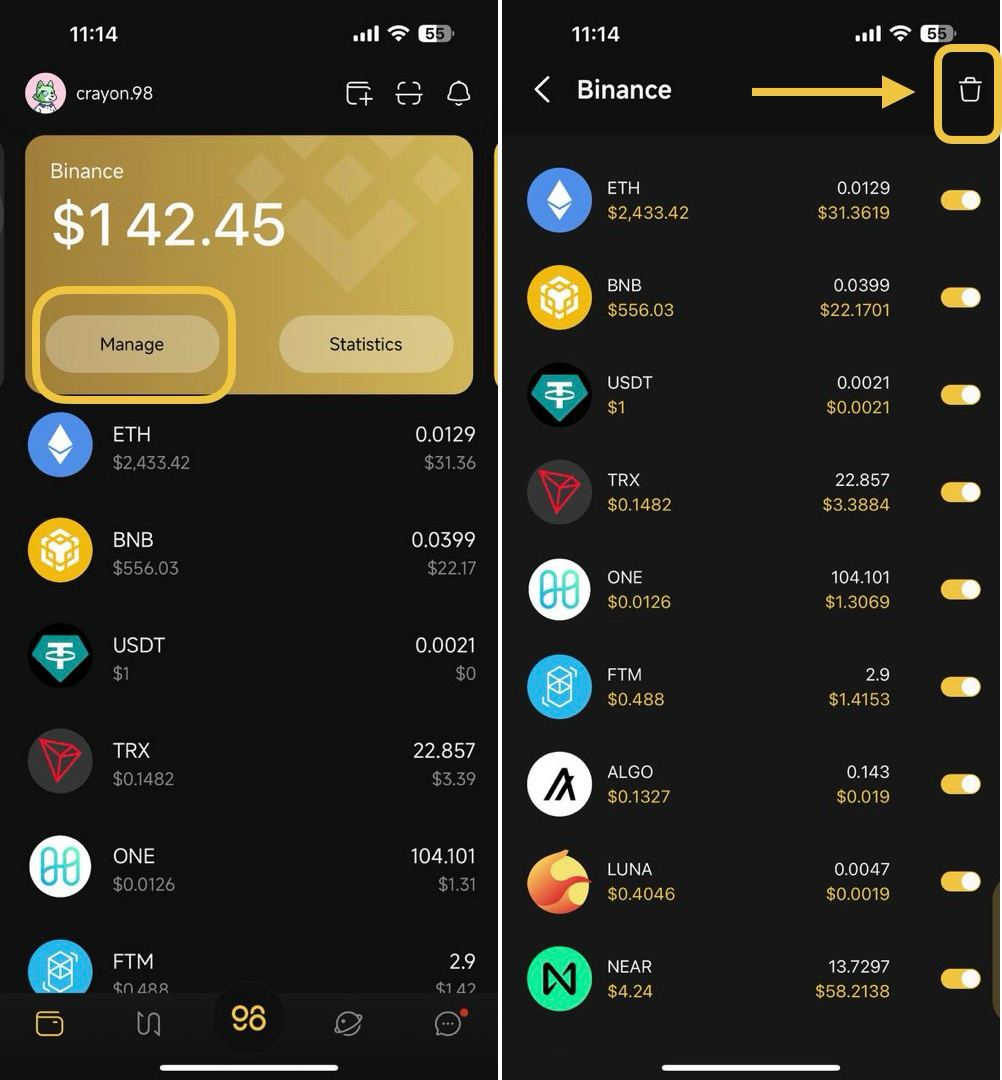 11:14
55
crayon.98
Binance
$142.45
Manage
Statistics
ETH 0.0129
$2,433.42 $31.36
BNB 0.0399
$556.03 $22.17
USDT 0.0021
$1 $0
TRX 22.857
$0.1482 $3.39
ONE 104.101
$0.0126 $1.31
FTM 2.9
$0.488 $1.42
98
11:14
55
Binance
ETH 0.0129
$2,433.42 $31.3619
BNB 0.0399
$556.03 $22.1701
USDT 0.0021
$1 $0.0021
TRX 22.857
$0.1482 $3.3884
ONE 104.101
$0.0126 $1.3069
FTM 2.9
$0.488 $1.4153
ALGO 0.143
$0.1327 $0.019
LUNA 0.0047
$0.4046 $0.0019
NEAR 13.7297
$4.24 $58.2138